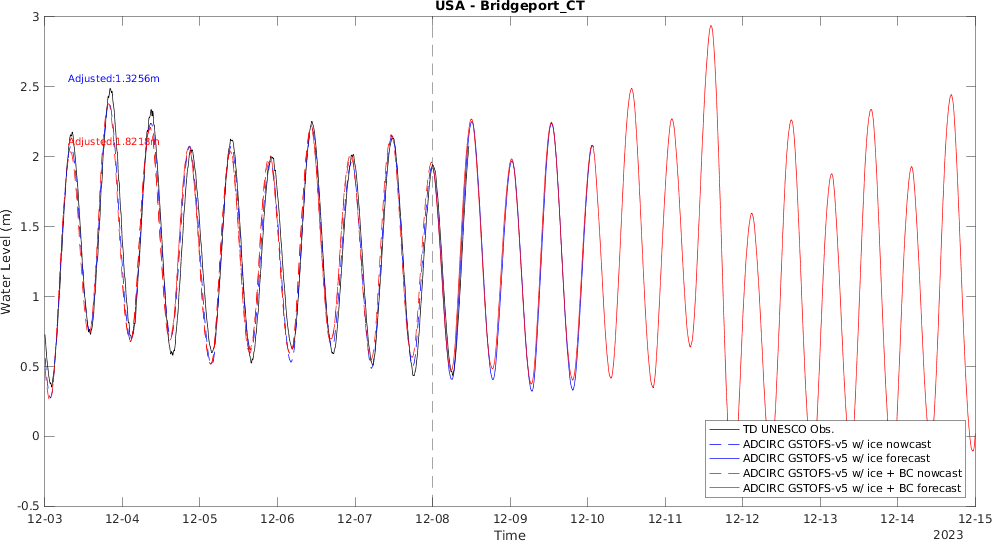 USA - Bridgeport_CT
3
2.5
2
1.5
1
0.5
0
-0.5
Water Level (m)
Adjusted:1.3256m
Adjusted:1.8218m
TD UNESCO Obs.
ADCIRC GSTOFS-v5 w/ ice nowcast
ADCIRC GSTOFS-v5 w/ ice forecast
ADCIRC GSTOFS-v5 w/ ice + BC nowcast
ADCIRC GSTOFS-v5 w/ ice + BC forecast
12-03 12-04 12-05 12-06 12-07 12-08 12-09 12-10 12-11 12-12 12-13 12-14 12-15
Time
2023